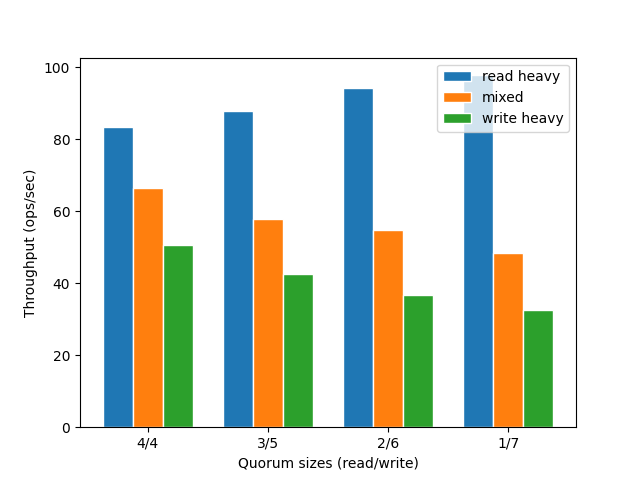 100
80
60
40
20
0
Throughput (ops/sec)
read heavy
mixed
write heavy
4/4
3/5
2/6
1/7
Quorum sizes (read/write)